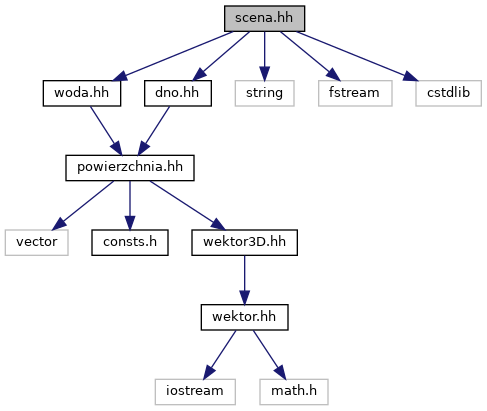 scena.hh
woda.hh
dno.hh
string
fstream
cstdlib
powierzchnia.hh
vector
consts.h
wektor3D.hh
wektor.hh
iostream
math.h